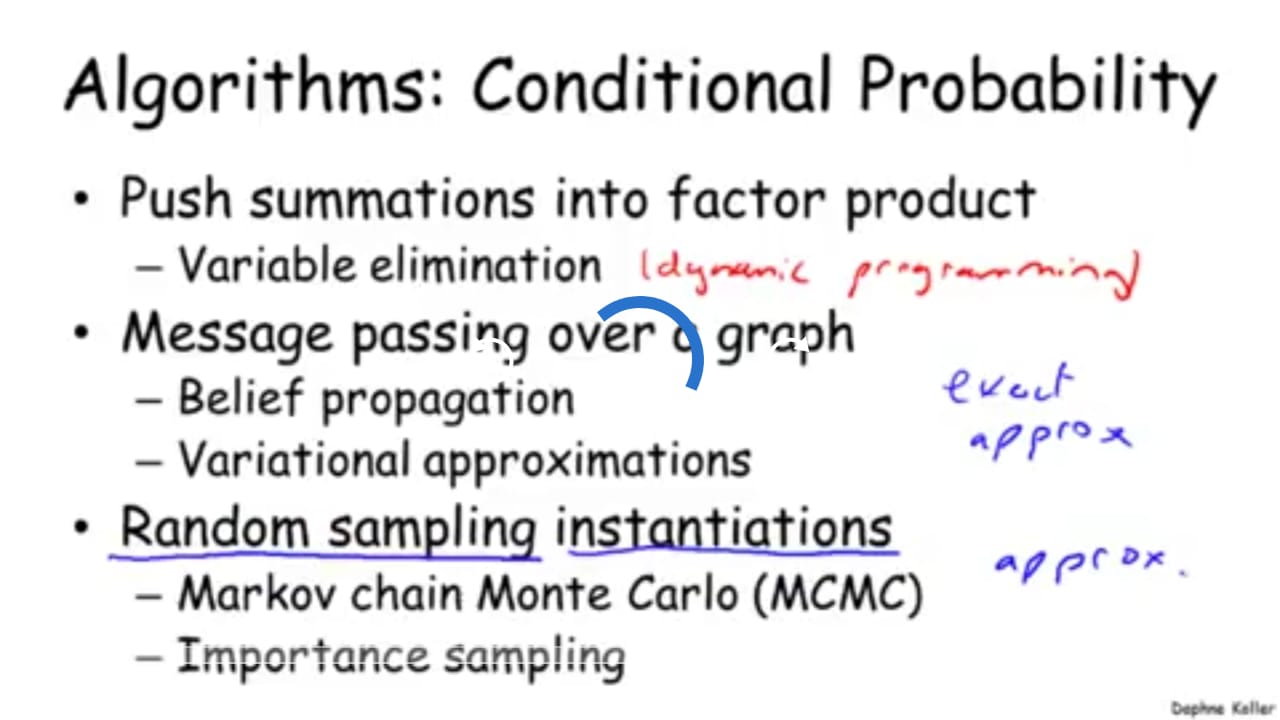 Algorithms: Conditional Probability
• Push summations into factor product
– Variable elimination (dynamic programming)
• Message passing over a graph
– Belief propagation
exact
approx
– Variational approximations
• Random sampling instantiations
approx.
– Markov chain Monte Carlo (MCMC)
– Importance sampling
Daphne Koller